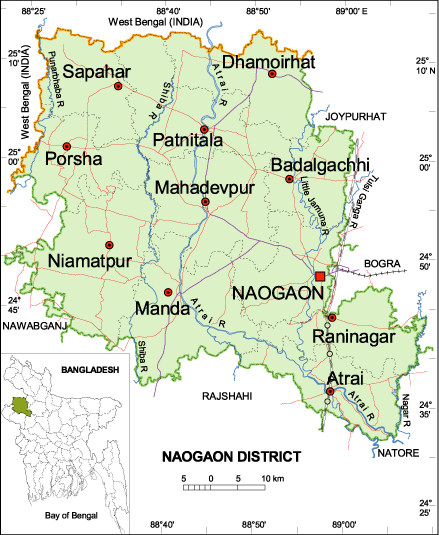 88°25 88°40 88°50 89°00 E
West Bengal (INDIA)
25° 10'
West Bengal (INDIA)
Punarbhaba R
Sapahar
Shiba R
Atrai R
Dhamoirhat
25° 10'N
JOYPURHAT
Patnitala
25° 00'
Porsha
Badalgachhi
25° 00'
Mahadevpur
Little Jamuna R
Tulsi Ganga R
Niamatpur
24° 50'
BOGRA
NAOGAON
24° 45'
Manda
Atrai R
NAWABGANJ
Raninagar
Shiba R
BANGLADESH
Atrai
RAJSHAHI
Atrai R
Nagar R
24° 35'
NATORE
NAOGAON DISTRICT
5 0 5 10 km
24° 25'
Bay of Bengal
88°40' 88°50' 89°00'